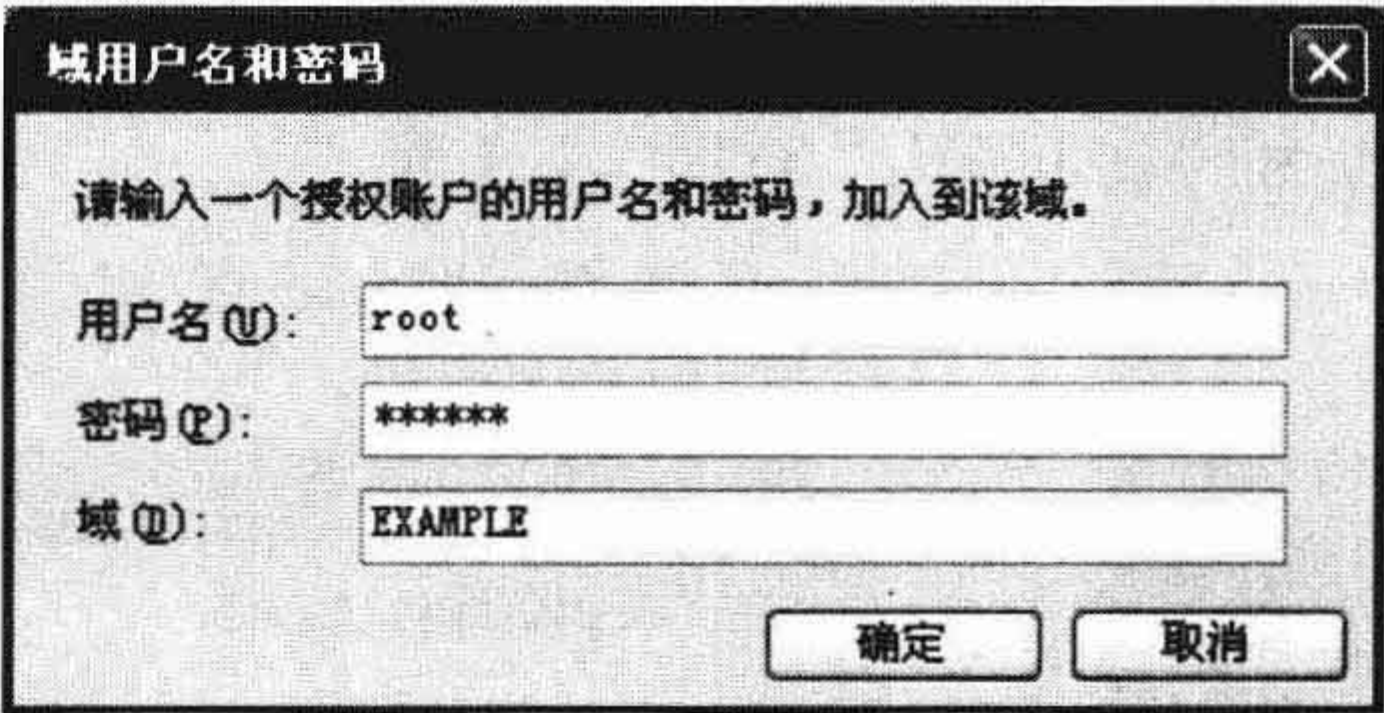 域用户名和密码
请输入一个授权账户的用户名和密码，加入到该域。
用户名(U): root
密码(P): ******
域(D): EXAMPLE
确定 取消